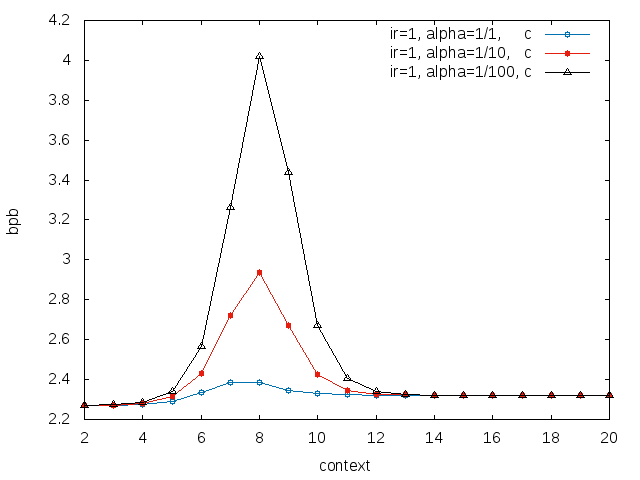 4.2
4
3.8
3.6
3.4
3.2
3
2.8
2.6
2.4
2.2
bpb
ir=1, alpha=1/1, c
ir=1, alpha=1/10, c
ir=1, alpha=1/100, c
2 4 6 8 10 12 14 16 18 20
context